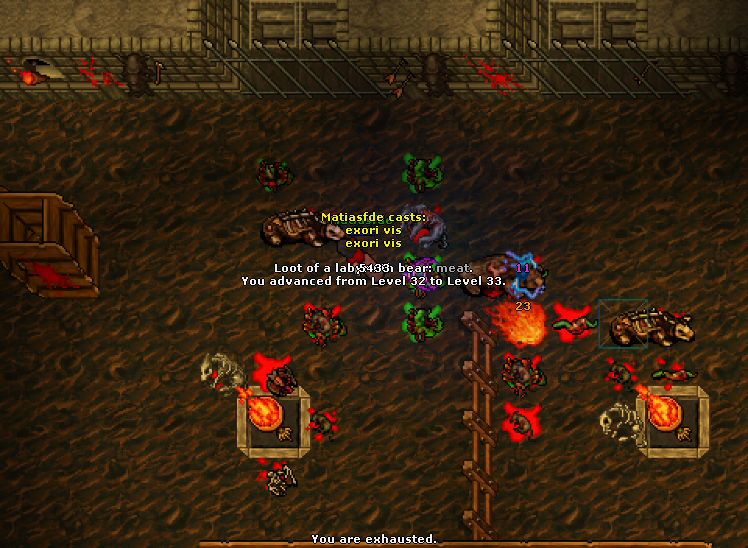 Matiasfde casts:
exori vis
exori vis
Loot of a bear: meat.
11
You advanced from Level 32 to Level 33.
23
You are exhausted.